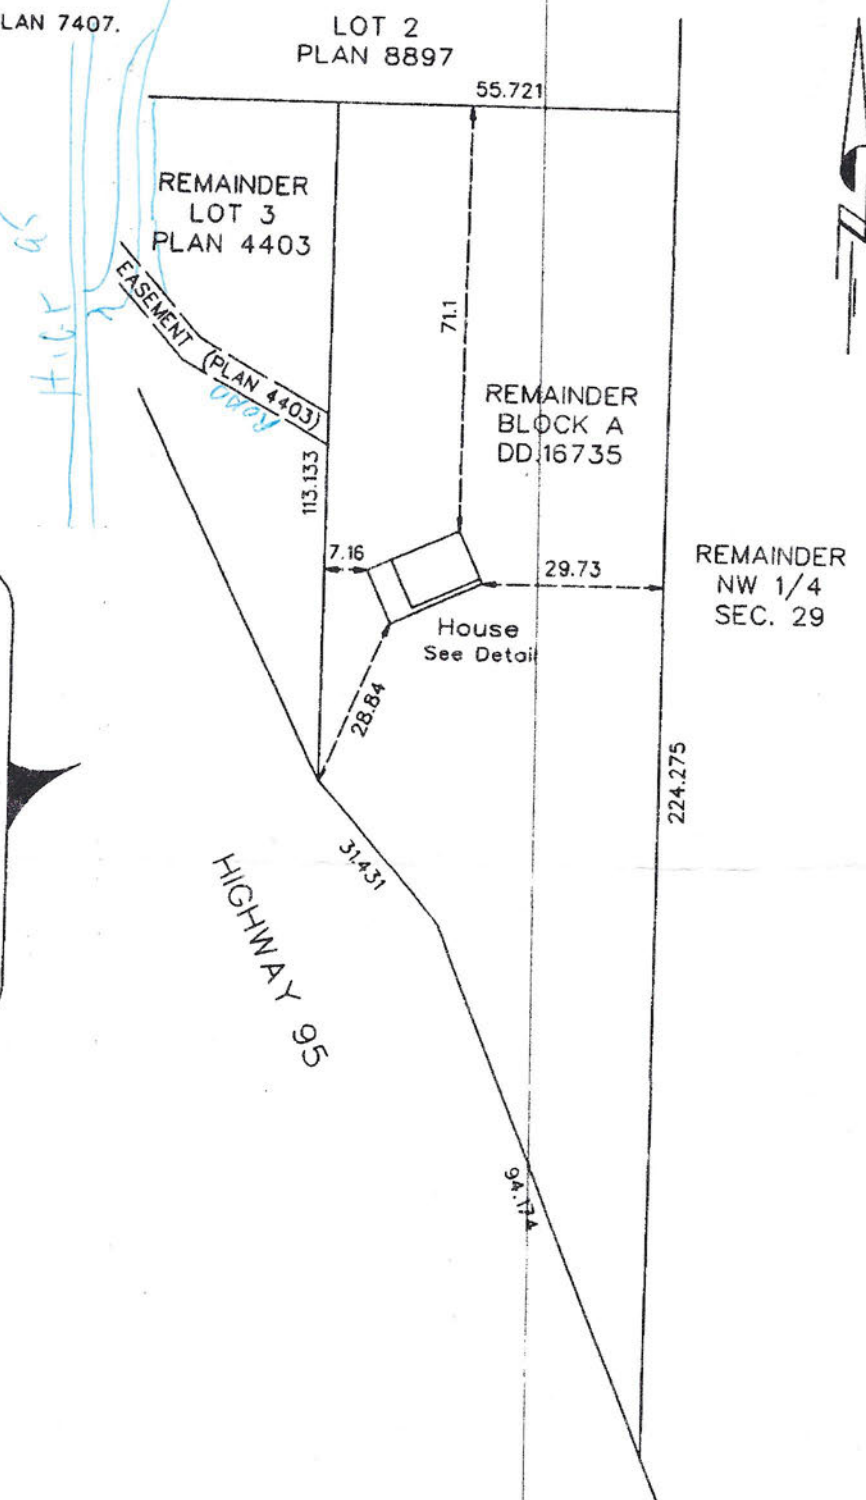 LAN 7407.
LOT 2
PLAN 8897
55.721
REMAINDER
LOT 3
PLAN 4403
EASEMENT (PLAN 4403)
Road
71.1
REMAINDER
BLOCK A
DD.16735
113.133
7.16
29.73
REMAINDER
NW 1/4
SEC. 29
House
See Detail
28.84
224.275
31.431
HIGHWAY 95
94.174